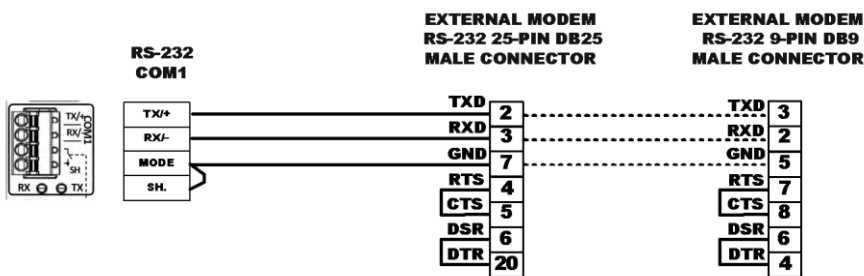 EXTERNAL MODEM
RS-232 25-PIN DB25
MALE CONNECTOR
EXTERNAL MODEM
RS-232 9-PIN DB9
MALE CONNECTOR
RS-232
COM1
TX/+
RX/-
COM1
SH
RX
TX
TX/+
RX/-
MODE
SH.
TXD 2
RXD 3
GND 7
RTS 4
CTS 5
DSR 6
DTR 20
TXD 3
RXD 2
GND 5
RTS 7
CTS 8
DSR 6
DTR 4